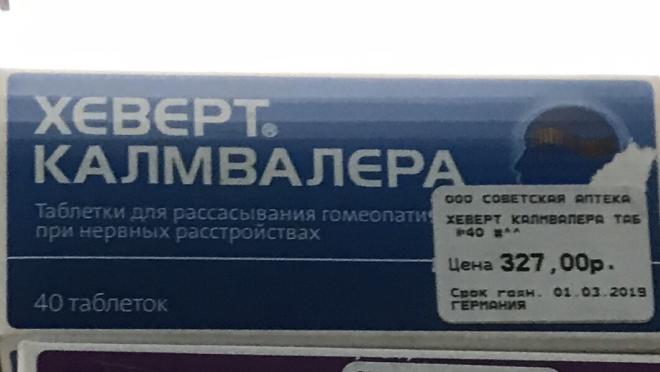 ХЕВЕРТ®
КАЛМВАЛЕРА
Таблетки для рассасывания
при нервных расстройствах
40 таблеток
ООО СОВЕТСКАЯ АПТЕКА
ХЕВЕРТ КАЛМВАЛЕРА ТАБ
№40 #^^
Цена 327,00р.
Срок годн. 01.03.2019
ГЕРМАНИЯ